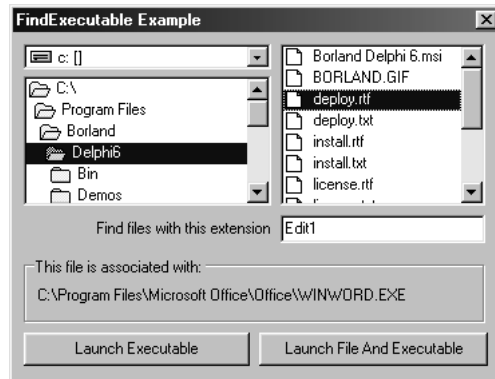 FindExecutable Example
c: []
C:\
Program Files
Borland
Delphi6
Bin
Demos
Borland Delphi 6.msi
BORLAND.GIF
deploy.rtf
deploy.txt
install.rtf
install.txt
license.rtf
Find files with this extension
Edit1
This file is associated with:
C:\Program Files\Microsoft Office\Office\WINWORD.EXE
Launch Executable
Launch File And Executable